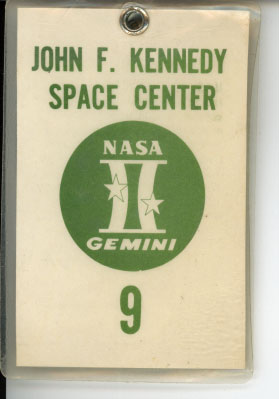 JOHN F. KENNEDY
SPACE CENTER
NASA
GEMINI
9